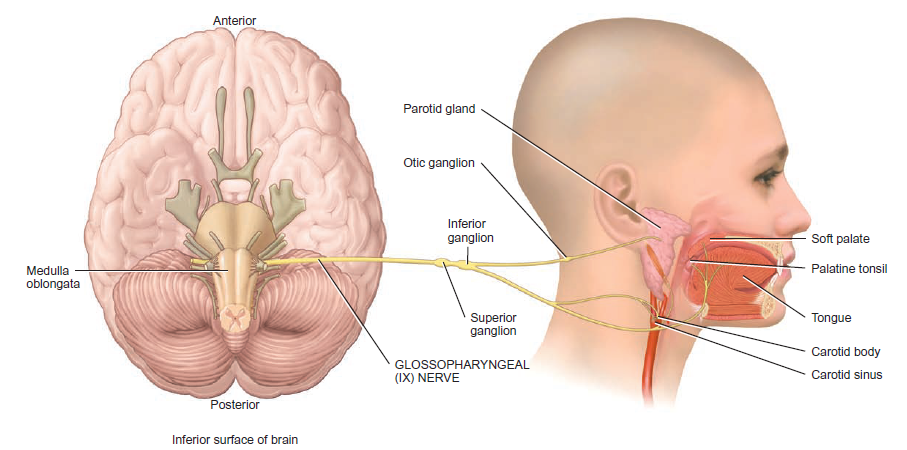 Anterior
Parotid gland
Otic ganglion
Inferior
ganglion
Soft palate
Medulla
oblongata
Palatine tonsil
Superior
ganglion
Tongue
Carotid body
GLOSSOPHARYNGEAL
(IX) NERVE
Carotid sinus
Posterior
Inferior surface of brain